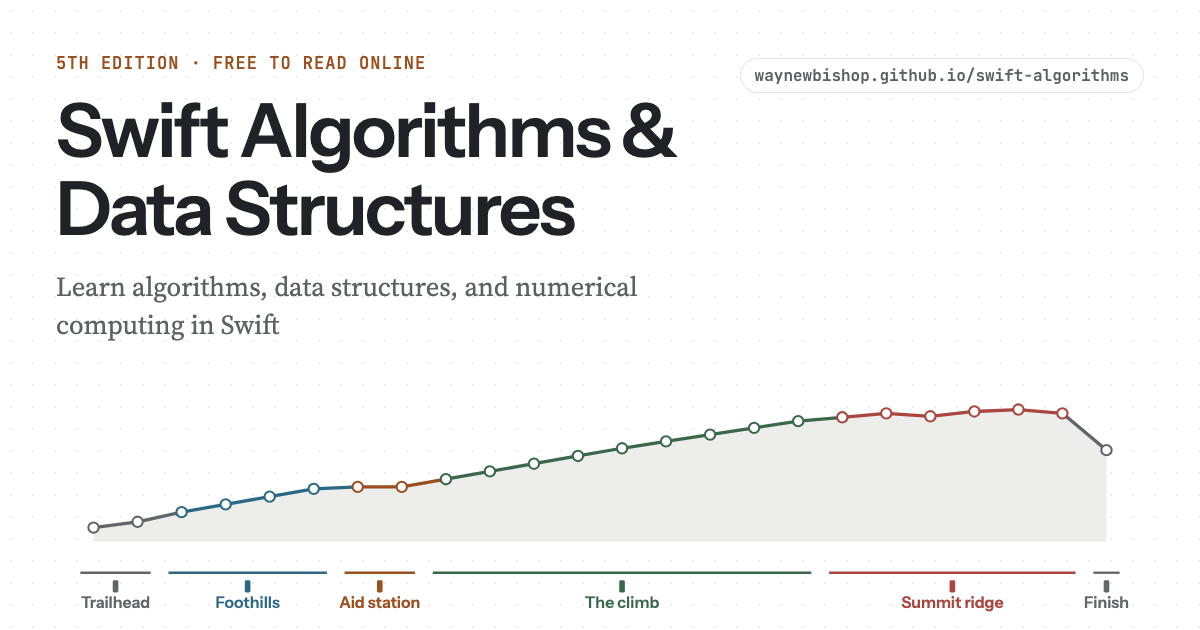 5TH EDITION · FREE TO READ ONLINE
waynewbishop.github.io/swift-algorithms
Swift Algorithms &
Data Structures
Learn algorithms, data structures, and numerical
computing in Swift
Trailhead
Foothills
Aid station
The climb
Summit ridge
Finish